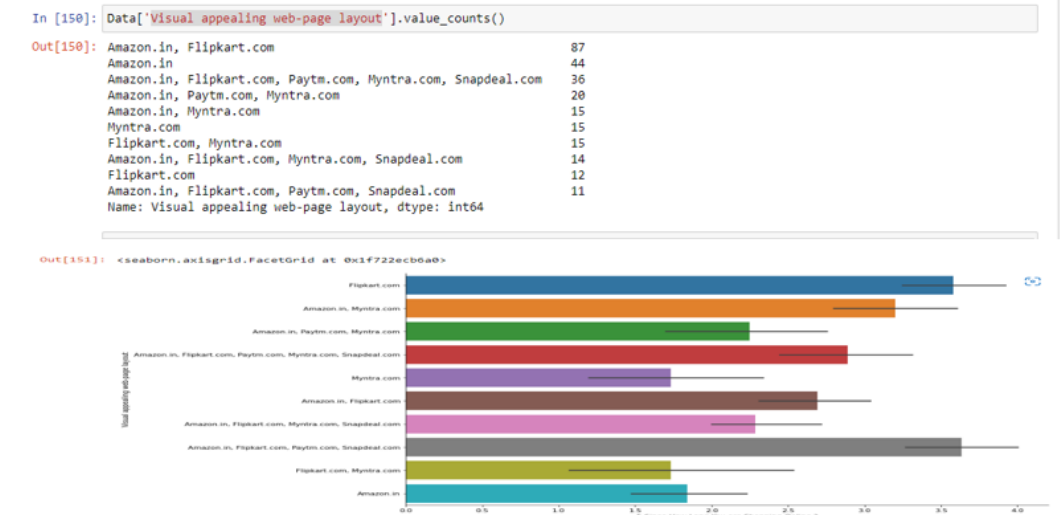 In [150]: Data['Visual appealing web-page layout'].value_counts()
Out[150]: Amazon.in, Flipkart.com 87
Amazon.in 44
Amazon.in, Flipkart.com, Paytm.com, Myntra.com, Snapdeal.com 36
Amazon.in, Paytm.com, Myntra.com 20
Amazon.in, Myntra.com 15
Myntra.com 15
Flipkart.com, Myntra.com 15
Amazon.in, Flipkart.com, Myntra.com, Snapdeal.com 14
Flipkart.com 12
Amazon.in, Flipkart.com, Paytm.com, Snapdeal.com 11
Name: Visual appealing web-page layout, dtype: int64
Out[151]: <seaborn.axisgrid.FacetGrid at 0x1f722ecb6a0>
Visual appealing web-page layout
Flipkart.com
Amazon.in, Myntra.com
Amazon.in, Paytm.com, Myntra.com
Amazon.in, Flipkart.com, Paytm.com, Myntra.com, Snapdeal.com
Myntra.com
Amazon.in, Flipkart.com
Amazon.in, Flipkart.com, Myntra.com, Snapdeal.com
Amazon.in, Flipkart.com, Paytm.com, Snapdeal.com
Flipkart.com, Myntra.com
Amazon.in
0.0 0.5 1.0 1.5 2.0 2.5 3.0 3.5 4.0